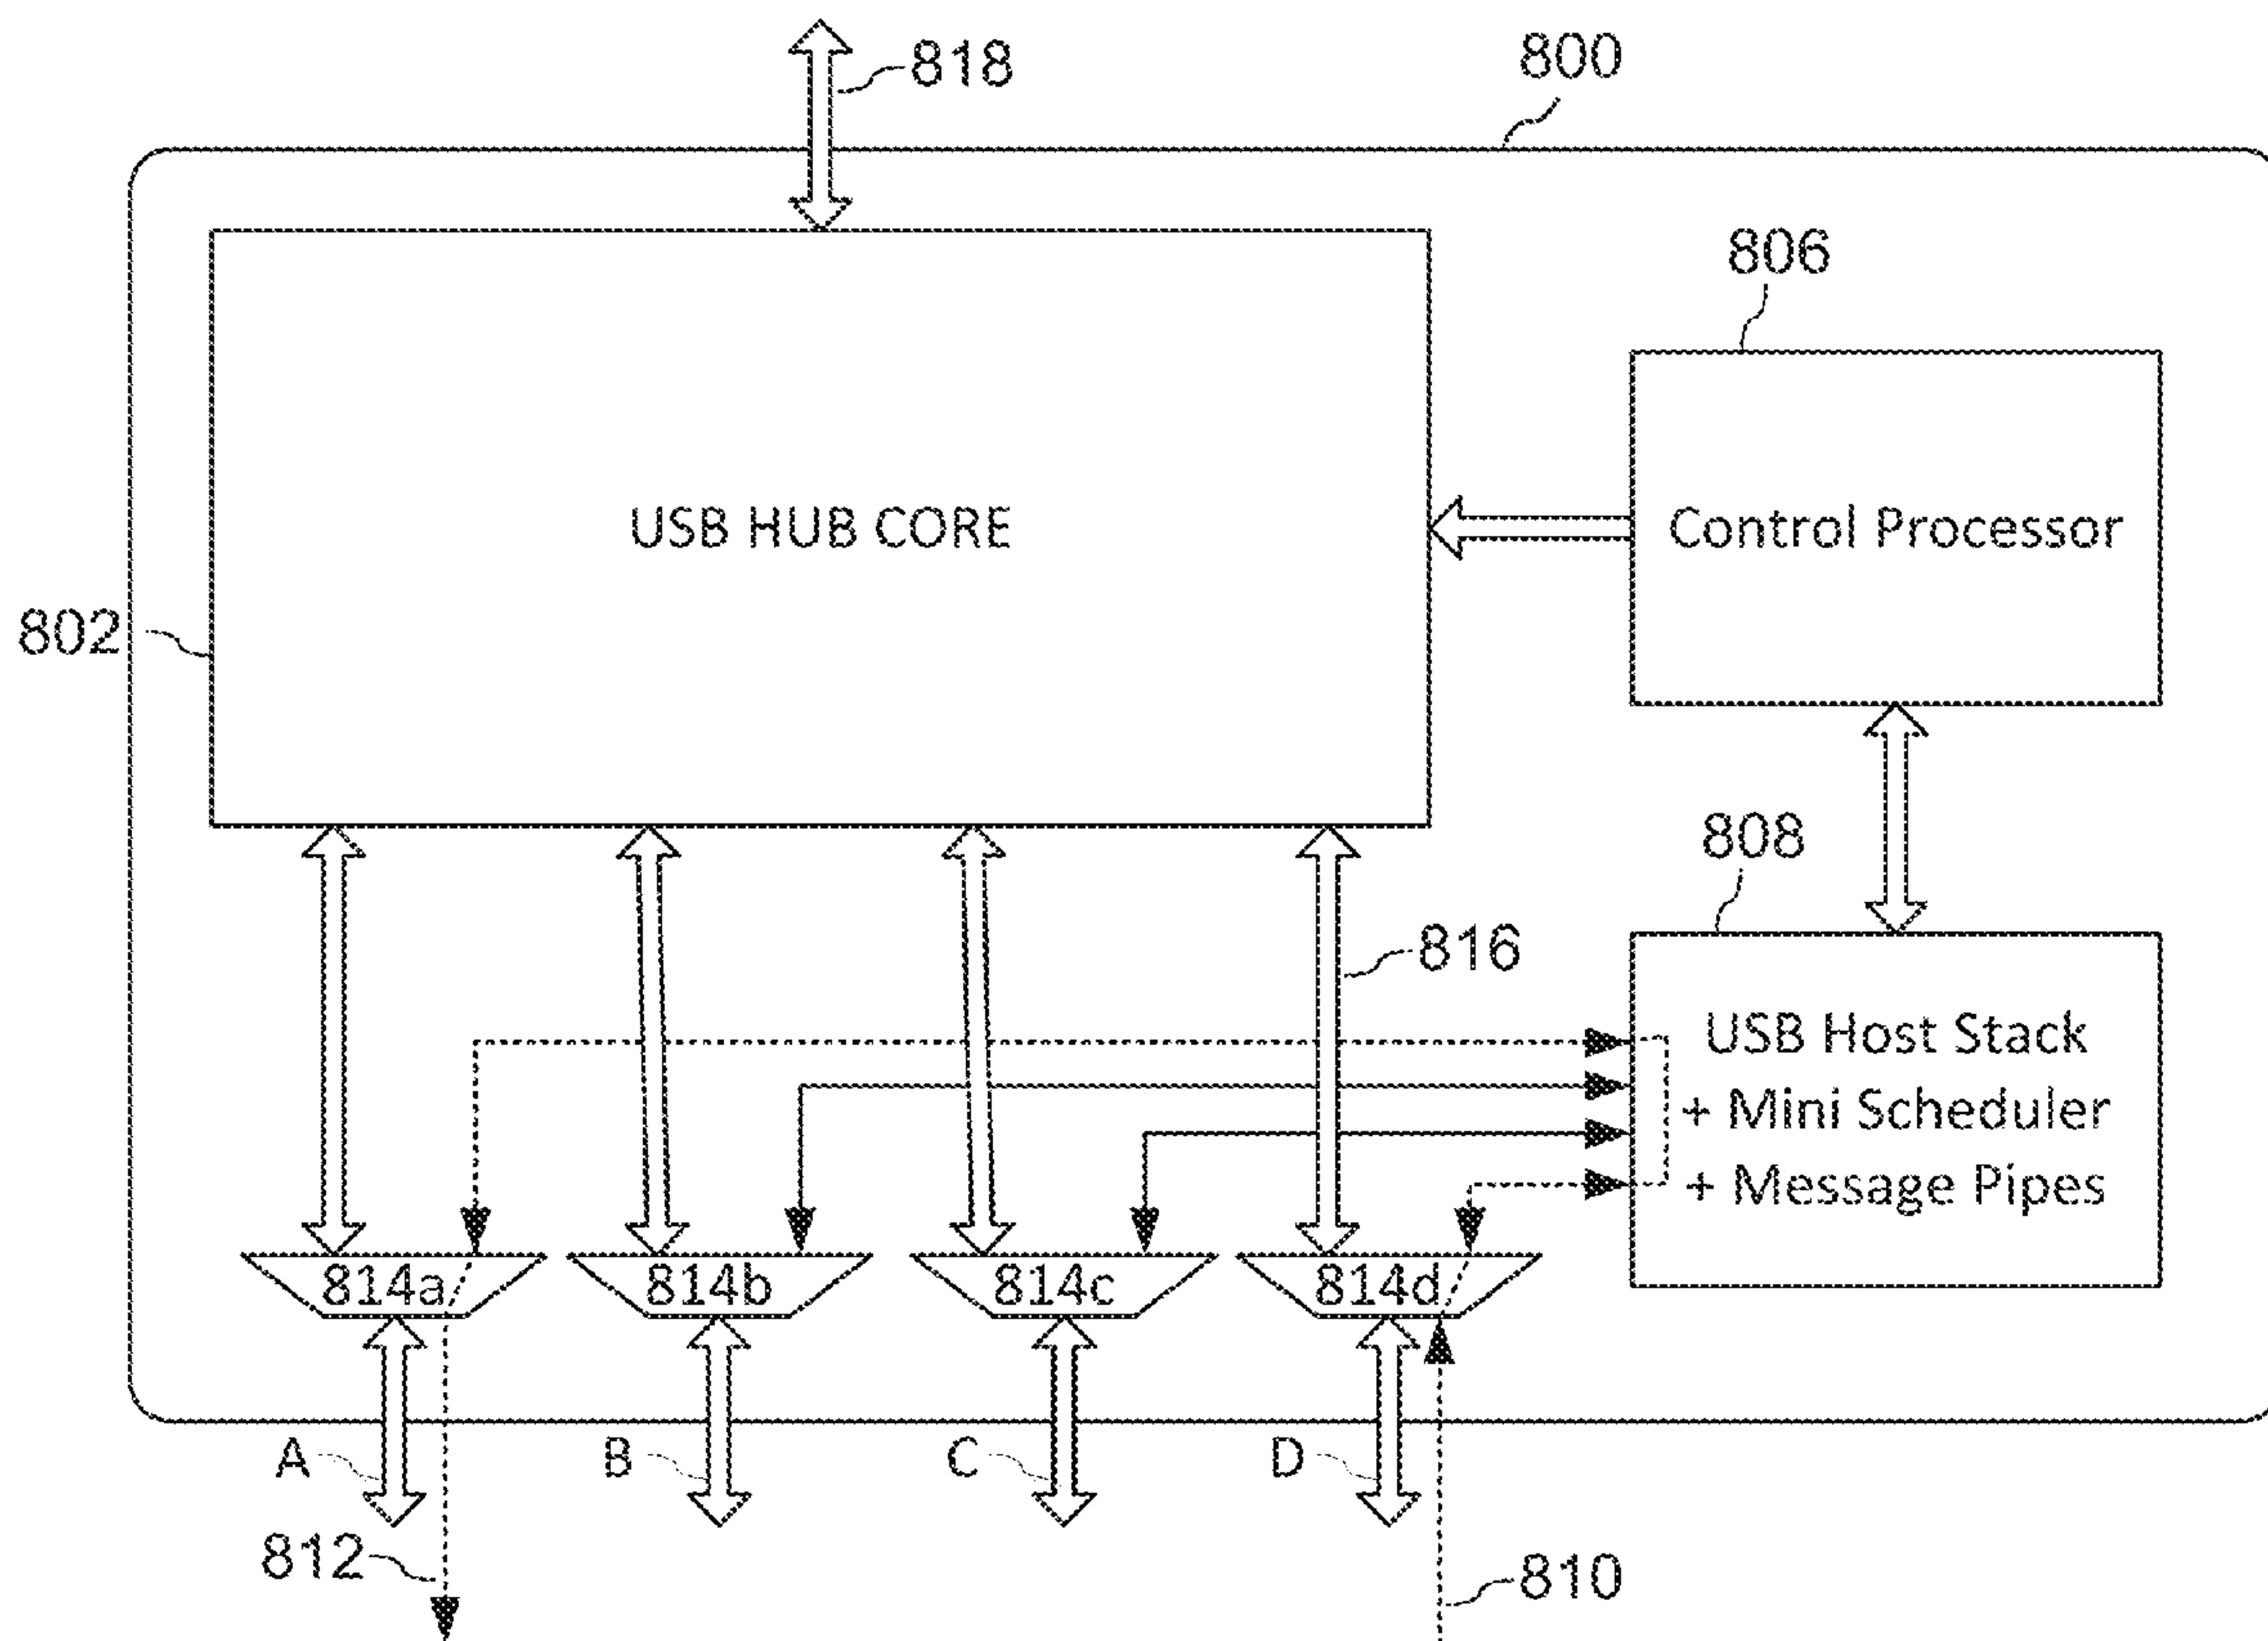 818
800
806
USB HUB CORE
Control Processor
802
808
816
USB Host Stack
+ Mini Scheduler
+ Message Pipes
814a
814b
814c
814d
A
B
C
D
812
810